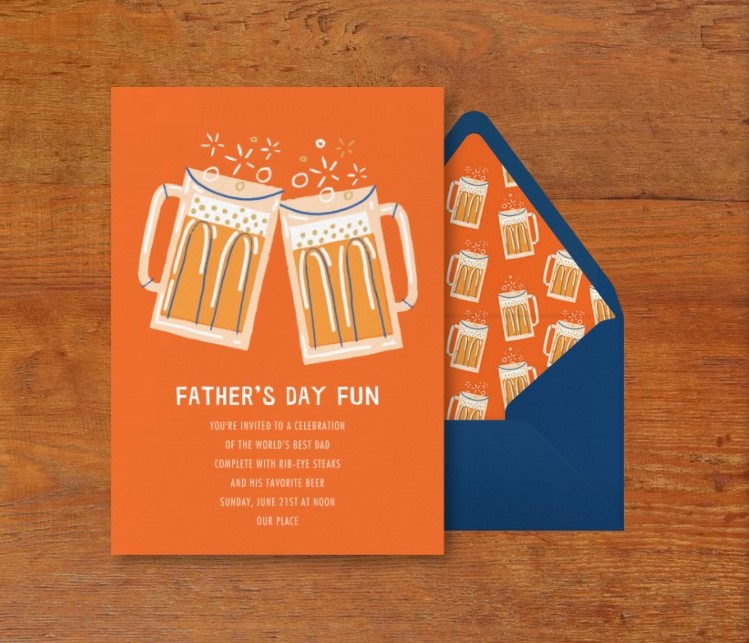 FATHER'S DAY FUN
YOU'RE INVITED TO A CELEBRATION
OF THE WORLD'S BEST DAD
COMPLETE WITH RIB-EYE STEAKS
AND HIS FAVORITE BEER
SUNDAY, JUNE 21ST AT NOON
OUR PLACE